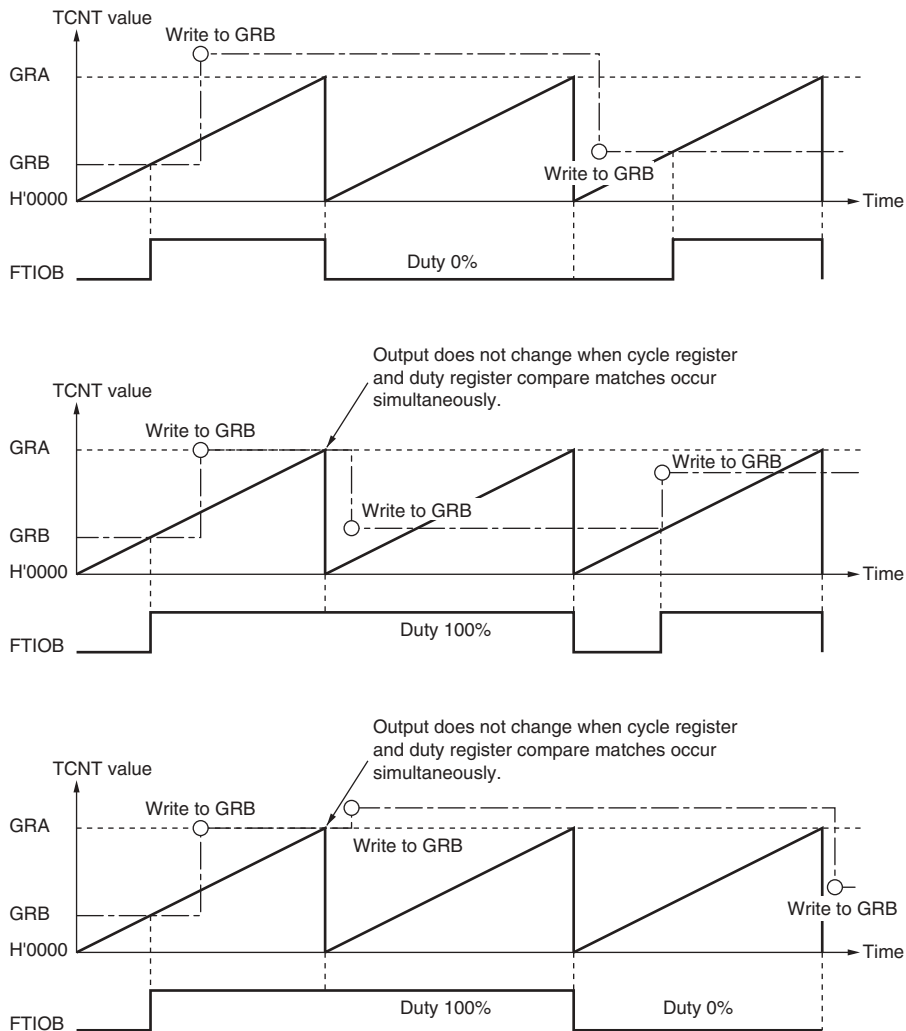 TCNT value
Write to GRB
GRA
GRB
Write to GRB
H'0000
Time
Duty 0%
FTIOB
Output does not change when cycle register
and duty register compare matches occur
simultaneously.
TCNT value
Write to GRB
GRA
Write to GRB
Write to GRB
GRB
H'0000
Time
Duty 100%
FTIOB
Output does not change when cycle register
and duty register compare matches occur
simultaneously.
TCNT value
Write to GRB
GRA
Write to GRB
GRB
Write to GRB
H'0000
Time
Duty 100%
Duty 0%
FTIOB